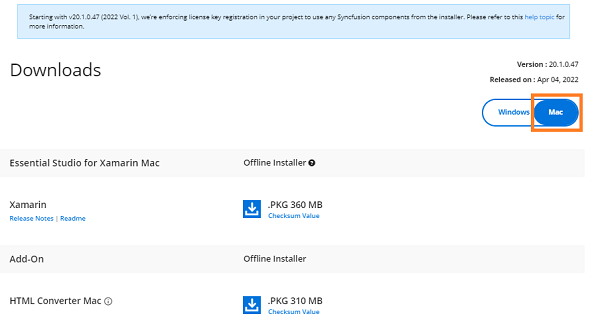 Starting with v20.1.0.47 (2022 Vol. 1), we're enforcing license key registration in your project to use any Syncfusion components from the installer. Please refer to this help topic for
more information.
Downloads
Version : 20.1.0.47
Released on : Apr 04, 2022
Windows Mac
Essential Studio for Xamarin Mac Offline Installer
Xamarin .PKG 360 MB
Release Notes | Readme Checksum Value
Add-On Offline Installer
HTML Converter Mac .PKG 310 MB
Checksum Value